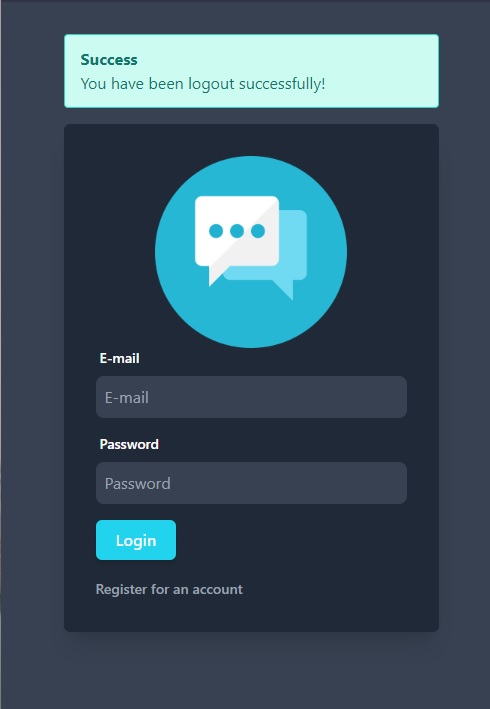 Success
You have been logout successfully!
E-mail
E-mail
Password
Password
Login
Register for an account